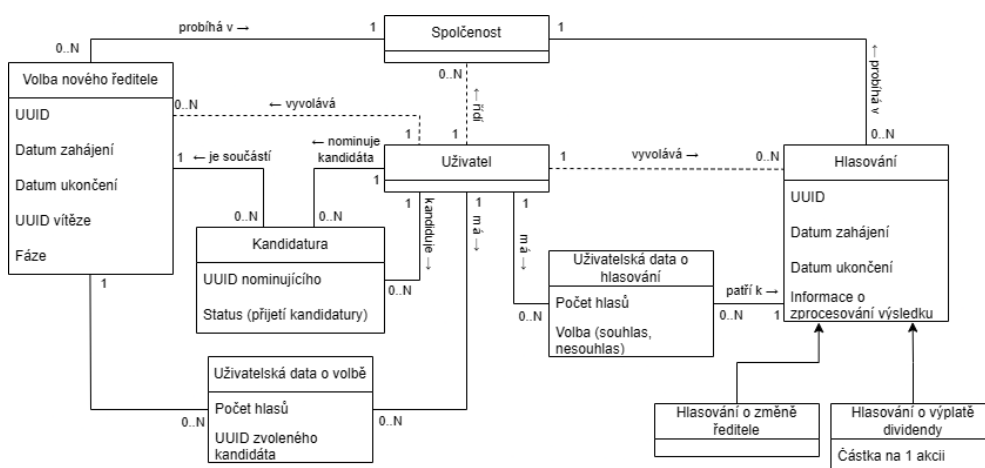 probíhá v →
1
Spolčenost
1
0..N
0..N
← probíhá v
Volba nového ředitele
UUID
Datum zahájení
Datum ukončení
UUID vítěze
Fáze
0..N
← vyvolává
← řídí
1
1
0..N
1
← je součástí
← nominuje
kandidáta
1
Uživatel
1
vyvolává →
0..N
Hlasování
UUID
Datum zahájení
Datum ukončení
Informace o
zprocesování výsledku
0..N
0..N
kandiduje →
1
1
má →
1
má →
Kandidatura
UUID nominujícího
Status (přijetí kandidatury)
0..N
Uživatelská data o
hlasování
Počet hlasů
Volba (souhlas,
nesouhlas)
0..N
patří k →
0..N
1
1
Uživatelská data o volbě
Počet hlasů
UUID zvoleného
kandidáta
0..N
0..N
Hlasování o změně
ředitele
Hlasování o výplatě
dividendy
Částka na 1 akcii